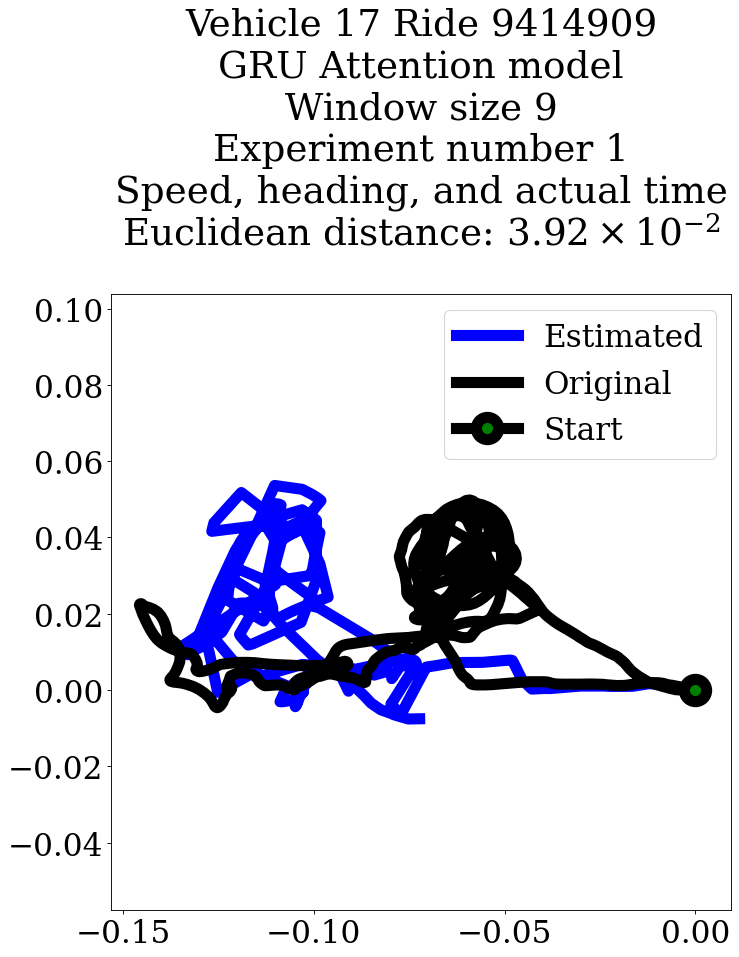 Vehicle 17 Ride 9414909
GRU Attention model
Window size 9
Experiment number 1
Speed, heading, and actual time
Euclidean distance: 3.92 × 10⁻²
0.10
0.08
0.06
0.04
0.02
0.00
−0.02
−0.04
Estimated
Original
Start
−0.15
−0.10
−0.05
0.00